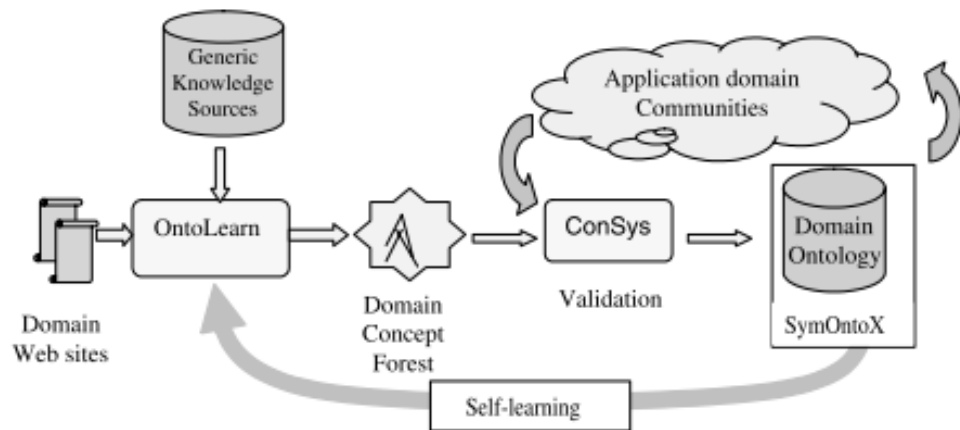 Generic
Knowledge
Sources
Application domain
Communities
OntoLearn
ConSys
Domain
Ontology
Domain
Web sites
Domain
Concept
Forest
Validation
SymOntoX
Self-learning